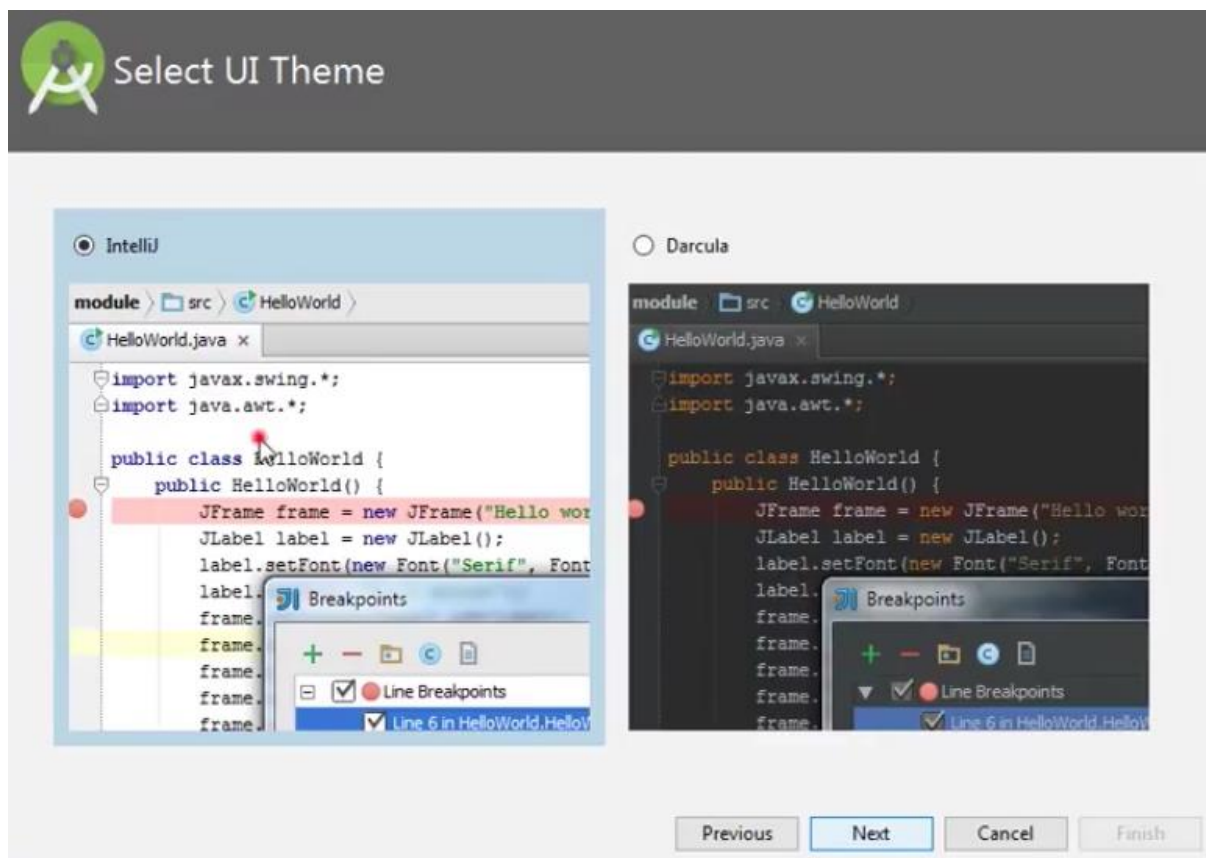 Select UI Theme
IntelliJ
module src HelloWorld
HelloWorld.java ×
import javax.swing.*;
import java.awt.*;
public class HelloWorld {
public HelloWorld() {
JFrame frame = new JFrame("Hello wor
JLabel label = new JLabel();
label.setFont(new Font("Serif", Font
label.
frame.
frame.
frame.
frame.
frame.
Breakpoints
Line Breakpoints
Line 6 in HelloWorld.HelloW
Darcula
module src HelloWorld
HelloWorld.java ×
import javax.swing.*;
import java.awt.*;
public class HelloWorld {
public HelloWorld() {
JFrame frame = new JFrame("Hello wor
JLabel label = new JLabel();
label.setFont(new Font("Serif", Font
label.
frame.
frame.
frame.
frame.
frame.
Breakpoints
Line Breakpoints
Line 6 in HelloWorld.HelloW
Previous
Next
Cancel
Finish